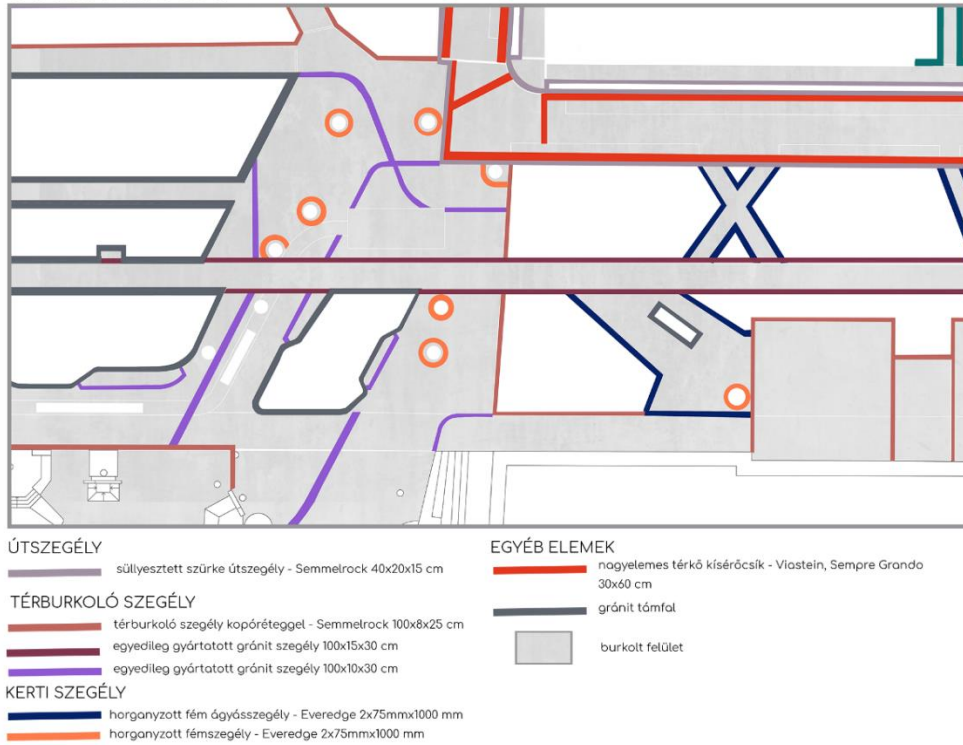 ÚTSZEGÉLY
süllyesztett szürke útszegély - Semmelrock 40x20x15 cm
TÉRBURKOLÓ SZEGÉLY
térburkoló szegély kopóréteggel - Semmelrock 100x8x25 cm
egyedileg gyártatott gránit szegély 100x15x30 cm
egyedileg gyártatott gránit szegély 100x10x30 cm
KERTI SZEGÉLY
horganyzott fém ágyásszegély - Everedge 2x75mmx1000 mm
horganyzott fémszegély - Everedge 2x75mmx1000 mm
EGYÉB ELEMEK
nagyelemes térkő kísérőcsík - Viastein, Sempre Grando
30x60 cm
gránit támfal
burkolt felület